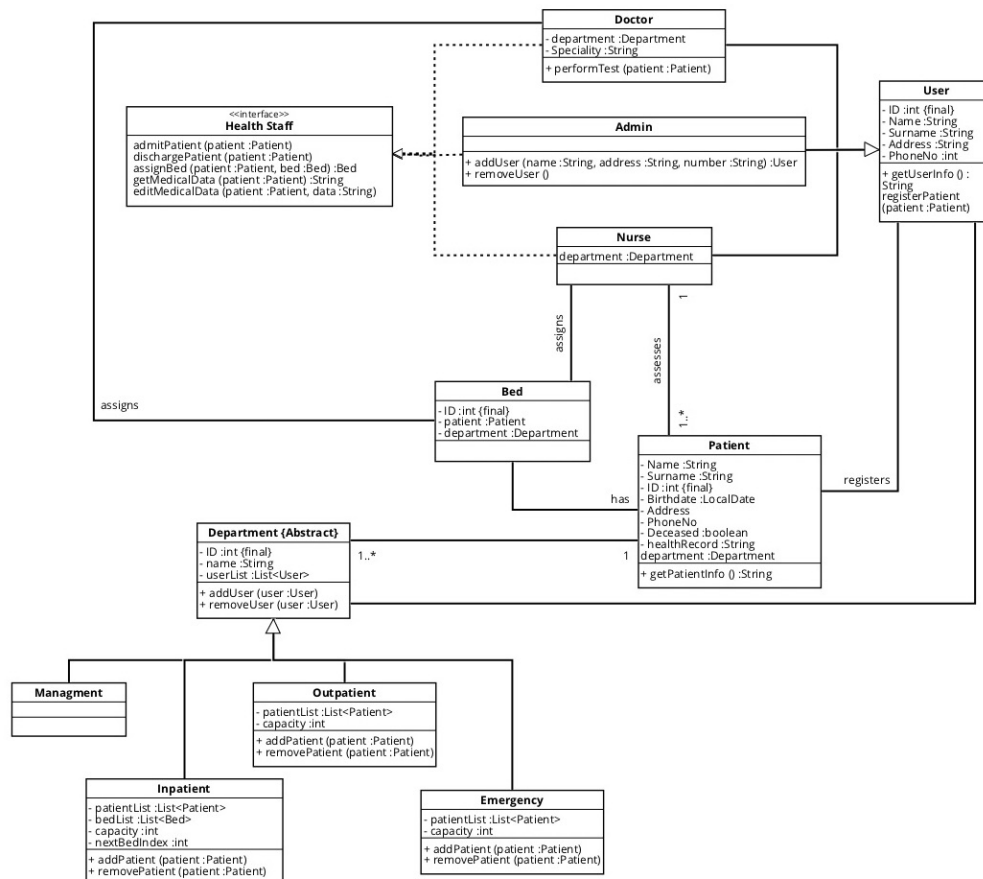 Doctor
- department :Department
- Speciality :String
+ performTest (patient :Patient)
User
- ID :int {final}
- Name :String
- Surname :String
- Address :String
- PhoneNo :int
+ getUserInfo () :
String
registerPatient
(patient :Patient)
<<interface>>
Health Staff
admitPatient (patient :Patient)
dischargePatient (patient :Patient)
assignBed (patient :Patient, bed :Bed) :Bed
getMedicalData (patient :Patient) :String
editMedicalData (patient :Patient, data :String)
Admin
+ addUser (name :String, address :String, number :String) :User
+ removeUser ()
Nurse
department :Department
1
assigns
assesses
1..*
assigns
Bed
- ID :int {final}
- patient :Patient
- department :Department
Patient
- Name :String
- Surname :String
- ID :int {final}
- Birthdate :LocalDate
- Address
- PhoneNo
- Deceased :boolean
- healthRecord :String
department :Department
+ getPatientInfo () :String
registers
has
Department {Abstract}
- ID :int {final}
- name :Stirng
- userList :List<User>
+ addUser (user :User)
+ removeUser (user :User)
1..*
1
Managment
Outpatient
- patientList :List<Patient>
- capacity :int
+ addPatient (patient :Patient)
+ removePatient (patient :Patient)
Inpatient
- patientList :List<Patient>
- bedList :List<Bed>
- capacity :int
- nextBedIndex :int
+ addPatient (patient :Patient)
+ removePatient (patient :Patient)
Emergency
- patientList :List<Patient>
- capacity :int
+ addPatient (patient :Patient)
+ removePatient (patient :Patient)